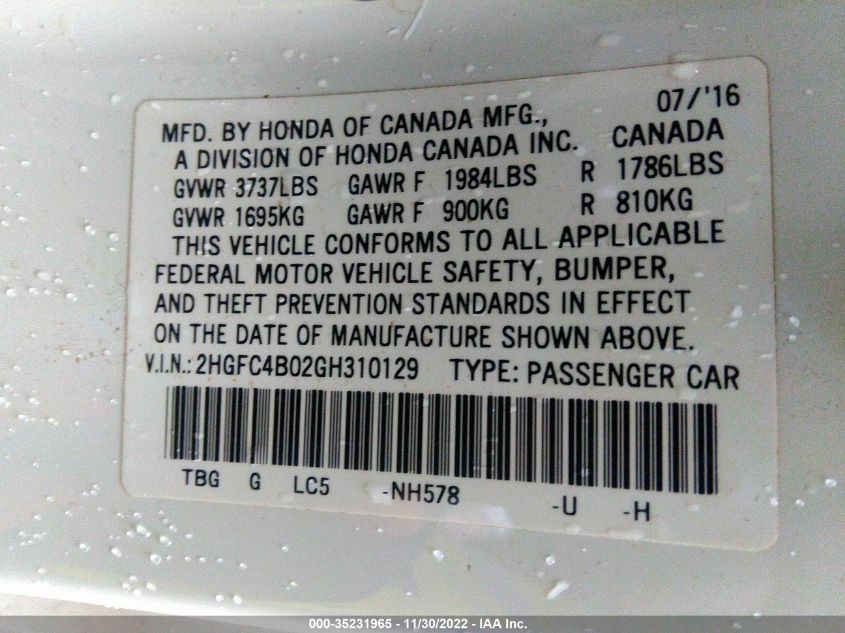 07/'16
MFD. BY HONDA OF CANADA MFG.,
A DIVISION OF HONDA CANADA INC. CANADA
GVWR 3737LBS GAWR F 1984LBS R 1786LBS
GVWR 1695KG GAWR F 900KG R 810KG
THIS VEHICLE CONFORMS TO ALL APPLICABLE
FEDERAL MOTOR VEHICLE SAFETY, BUMPER,
AND THEFT PREVENTION STANDARDS IN EFFECT
ON THE DATE OF MANUFACTURE SHOWN ABOVE.
V.I.N.: 2HGFC4B02GH310129 TYPE: PASSENGER CAR
TBG G LC5 -NH578 -U -H
000-35231965 - 11/30/2022 - IAA Inc.